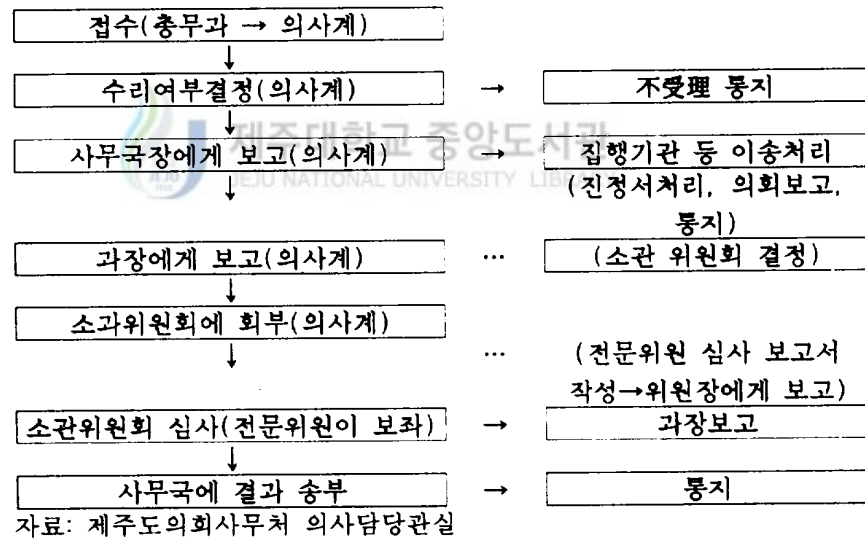 접수(총무과 → 의사계)
↓
수리여부결정(의사계) → 不受理 통지
↓
제주대학교 중앙도서관
JEJU NATIONAL UNIVERSITY LIBRARY
사무국장에게 보고(의사계) → 집행기관 등 이송처리
↓ (진정서처리, 의회보고,
통지)
과장에게 보고(의사계) … (소관 위원회 결정)
↓
소과위원회에 회부(의사계)
↓ … (전문위원 심사 보고서
작성→위원장에게 보고)
소관위원회 심사(전문위원이 보좌) → 과장보고
↓
사무국에 결과 송부 → 통지
자료: 제주도의회사무처 의사담당관실